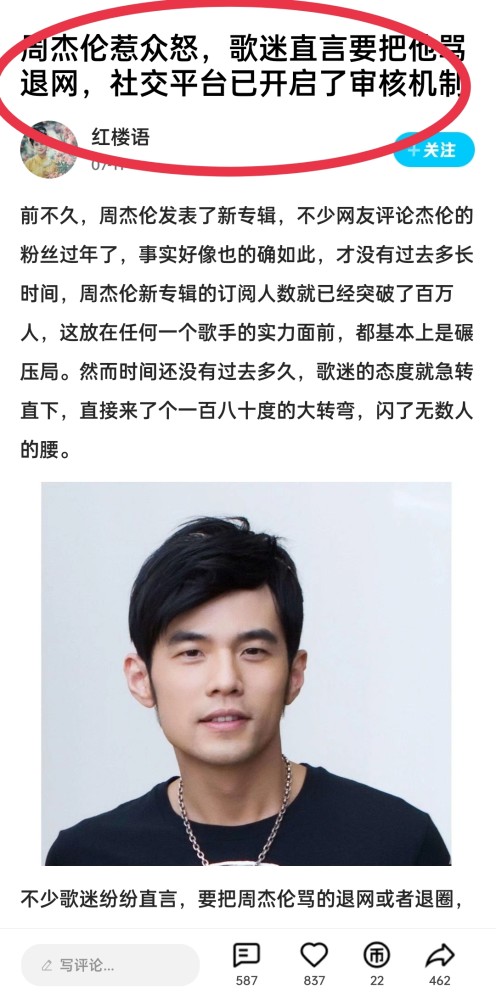 周杰伦惹众怒，歌迷直言要把他骂
退网，社交平台已开启了审核机制
红楼语
+关注
前不久，周杰伦发表了新专辑，不少网友评论杰伦的
粉丝过年了，事实好像也的确如此，才没有过去多长
时间，周杰伦新专辑的订阅人数就已经突破了百万
人，这放在任何一个歌手的实力面前，都基本上是碾
压局。然而时间还没有过去多久，歌迷的态度就急转
直下，直接来了个一百八十度的大转弯，闪了无数人
的腰。
不少歌迷纷纷直言，要把周杰伦骂的退网或者退圈，
写评论...
587
837
币
22
462